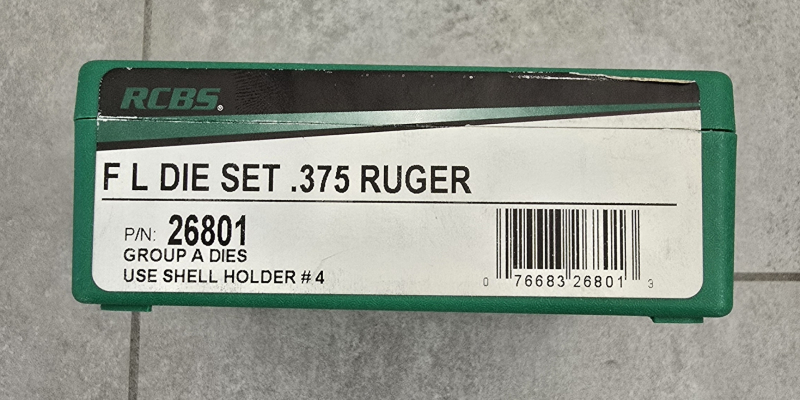 RCBS®
F L DIE SET .375 RUGER
P/N: 26801
GROUP A DIES
USE SHELL HOLDER # 4
0 76683 26801 3